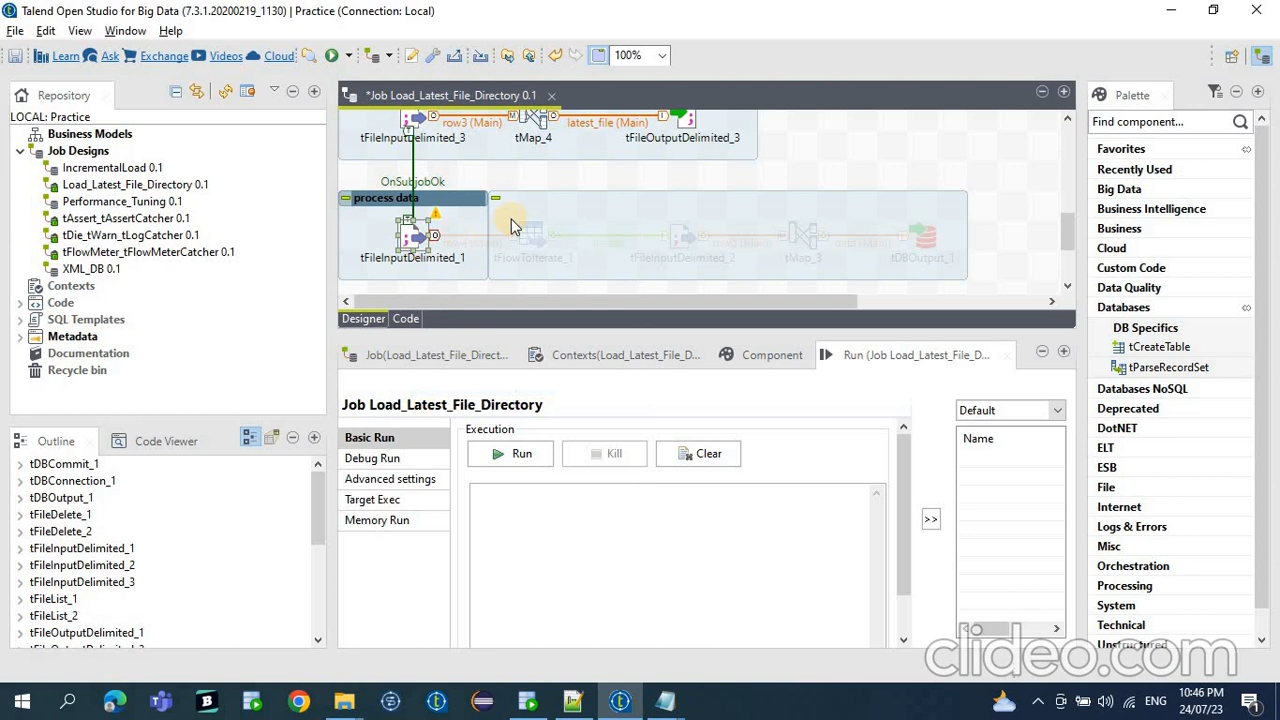 Talend Open Studio for Big Data (7.3.1.20200219_1130) | Practice (Connection: Local)
File Edit View Window Help
Learn Ask Exchange Videos Cloud 100%
Repository
LOCAL: Practice
Business Models
Job Designs
IncrementalLoad 0.1
Load_Latest_File_Directory 0.1
Performance_Tuning 0.1
tAssert_tAssertCatcher 0.1
tDie_tWarn_tLogCatcher 0.1
tFlowMeter_tFlowMeterCatcher 0.1
XML_DB 0.1
Contexts
Code
SQL Templates
Metadata
Documentation
Recycle bin
Outline Code Viewer
tDBCommit_1
tDBConnection_1
tDBOutput_1
tFileDelete_1
tFileDelete_2
tFileInputDelimited_1
tFileInputDelimited_2
tFileInputDelimited_3
tFileList_1
tFileList_2
tFileOutputDelimited_1
*Job Load_Latest_File_Directory 0.1
row3 (Main) latest_file (Main)
tFileInputDelimited_3 tMap_4 tFileOutputDelimited_3
OnSubjobOk
process data
tFileInputDelimited_1 tFlowToIterate_1 tFileInputDelimited_2 tMap_3 tDBOutput_1
Designer Code
Job(Load_Latest_File_Direct... Contexts(Load_Latest_File_D... Component Run (Job Load_Latest_File_D...
Job Load_Latest_File_Directory
Basic Run
Debug Run
Advanced settings
Target Exec
Memory Run
Execution
Run Kill Clear
>>
Default
Name
Palette
Find component...
Favorites
Recently Used
Big Data
Business Intelligence
Business
Cloud
Custom Code
Data Quality
Databases
DB Specifics
tCreateTable
tParseRecordSet
Databases NoSQL
Deprecated
DotNET
ELT
ESB
File
Internet
Logs & Errors
Misc
Orchestration
Processing
System
Technical
Unstructured
clideo.com
ENG
10:46 PM
24/07/23